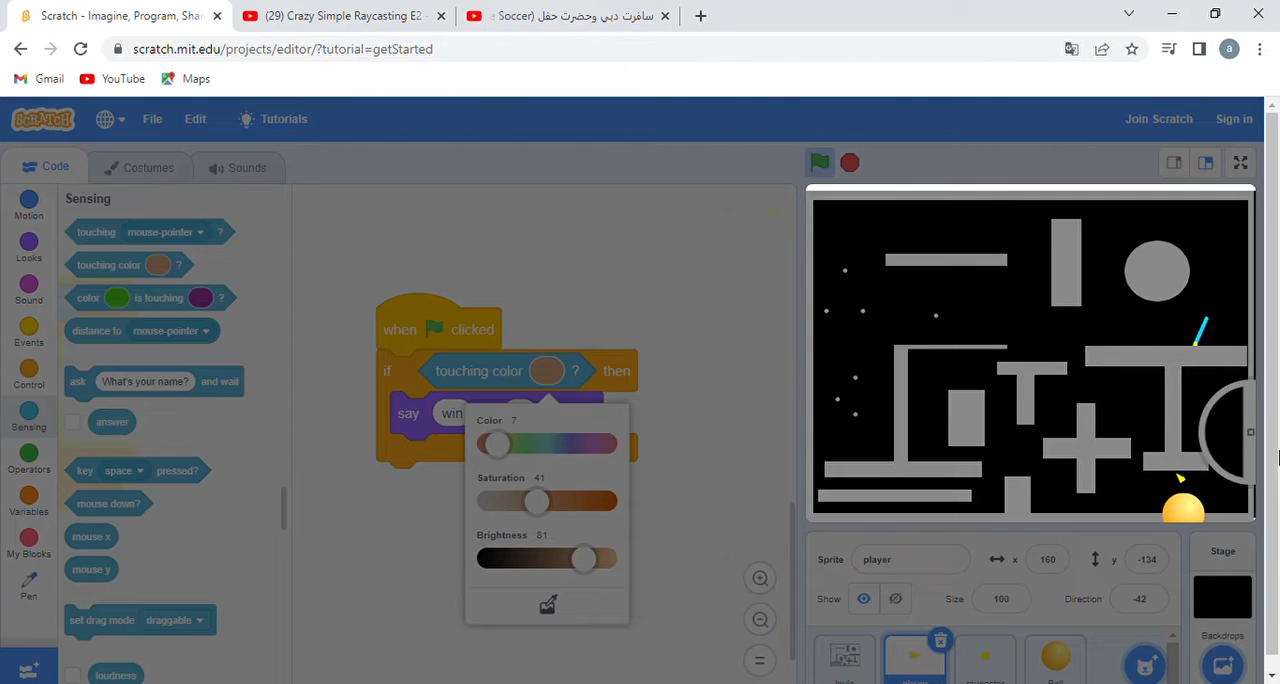 Scratch - Imagine, Program, Shar
(29) Crazy Simple Raycasting E2 -
سافرت دبي وحضرت حفل (Soccer
scratch.mit.edu/projects/editor/?tutorial=getStarted
a
Gmail
YouTube
Maps
SCRATCH
File
Edit
Tutorials
Join Scratch
Sign in
Code
Costumes
Sounds
Motion
Looks
Sound
Events
Control
Sensing
Operators
Variables
My Blocks
Pen
Sensing
touching mouse-pointer ?
touching color ?
color is touching ?
distance to mouse-pointer
ask What's your name? and wait
answer
key space pressed?
mouse down?
mouse x
mouse y
set drag mode draggable
loudness
when clicked
if touching color ? then
say win
Color 7
Saturation 41
Brightness 81
Sprite player
x 160
y -134
Show
Size 100
Direction -42
player
Ball
Stage
Backdrops